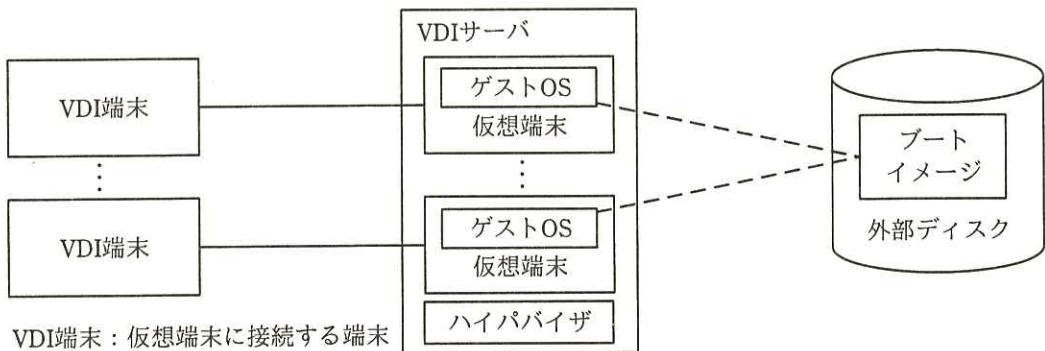 VDIサーバ
VDI端末
ゲストOS
仮想端末
⋮
⋮
VDI端末
ゲストOS
仮想端末
ハイパバイザ
ブート
イメージ
外部ディスク
VDI端末：仮想端末に接続する端末